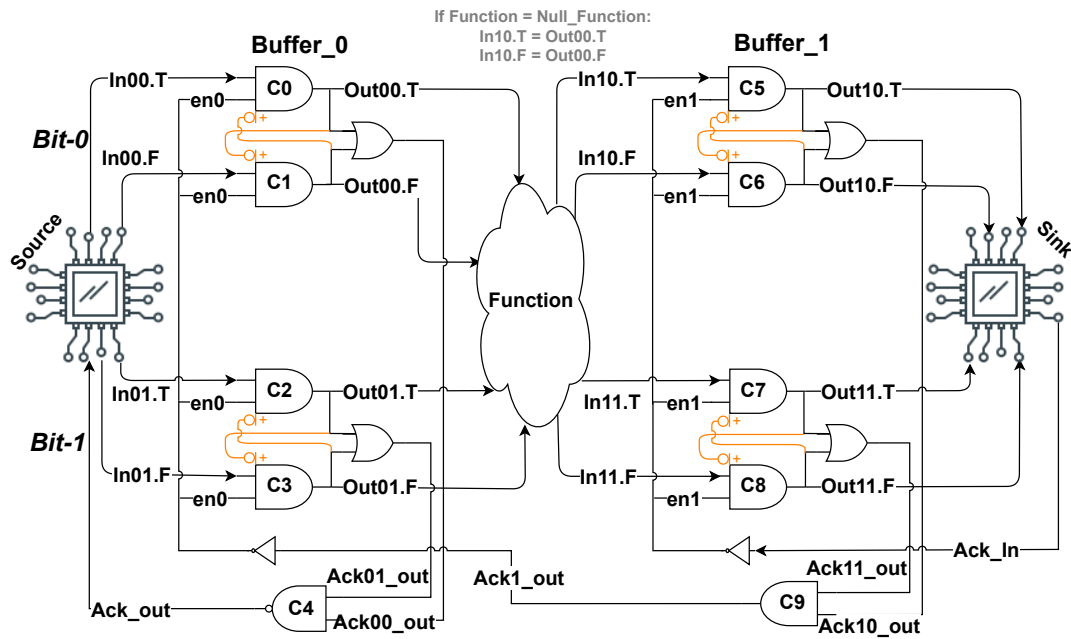 If Function = Null_Function:
In10.T = Out00.T
In10.F = Out00.F
Buffer_0
Buffer_1
In00.T
C0
Out00.T
In10.T
C5
Out10.T
en0
+
en1
+
Bit-0
In00.F
+
C1
Out00.F
In10.F
+
C6
Out10.F
en0
en1
Source
Sink
Function
In01.T
C2
Out01.T
In11.T
C7
Out11.T
en0
+
en1
+
Bit-1
In01.F
+
C3
Out01.F
In11.F
+
C8
Out11.F
en0
en1
Ack_In
Ack01_out
Ack1_out
Ack11_out
Ack_out
C4
Ack00_out
C9
Ack10_out